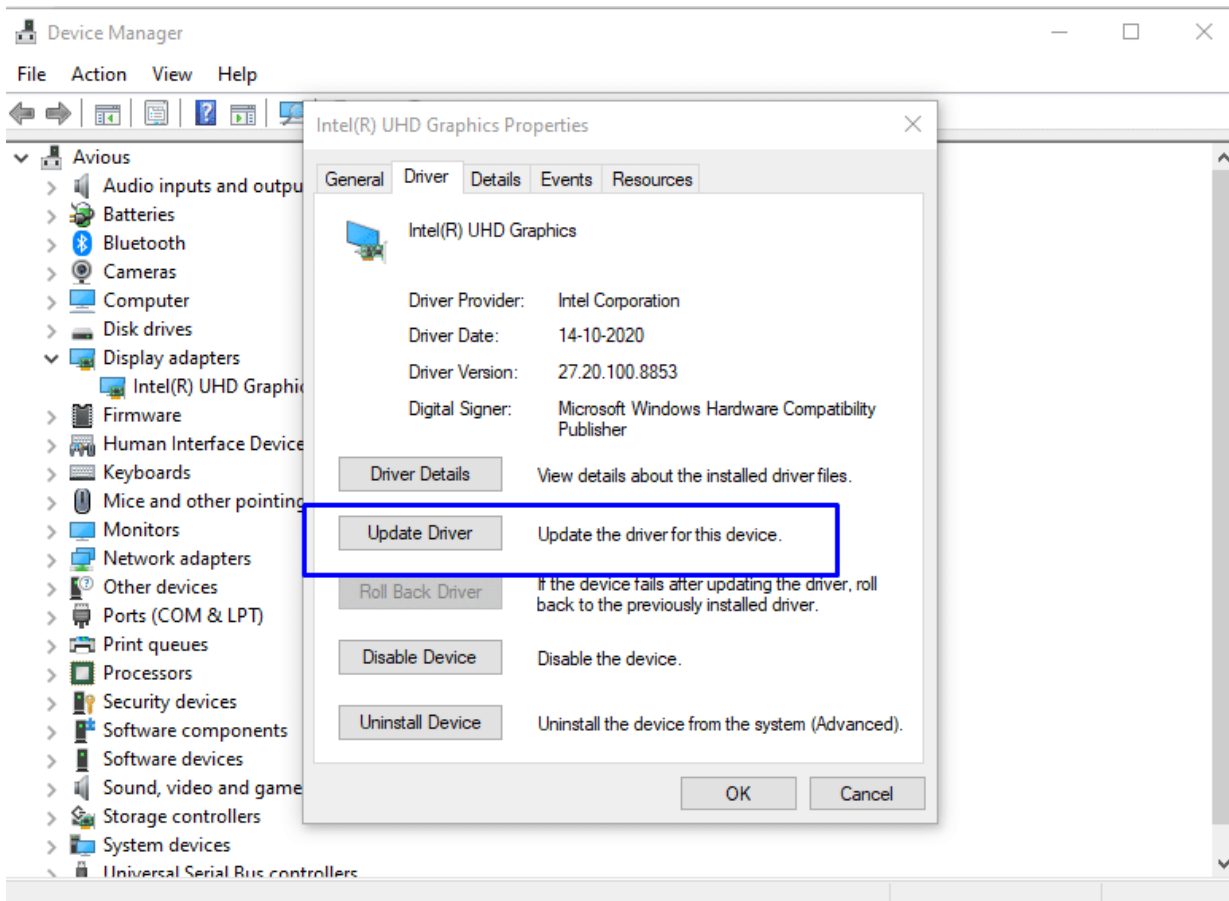 Device Manager
File Action View Help
Avious
Audio inputs and outpu
Batteries
Bluetooth
Cameras
Computer
Disk drives
Display adapters
Intel(R) UHD Graphic
Firmware
Human Interface Device
Keyboards
Mice and other pointing
Monitors
Network adapters
Other devices
Ports (COM & LPT)
Print queues
Processors
Security devices
Software components
Software devices
Sound, video and game
Storage controllers
System devices
Universal Serial Bus controllers
Intel(R) UHD Graphics Properties
General Driver Details Events Resources
Intel(R) UHD Graphics
Driver Provider: Intel Corporation
Driver Date: 14-10-2020
Driver Version: 27.20.100.8853
Digital Signer: Microsoft Windows Hardware Compatibility
Publisher
Driver Details View details about the installed driver files.
Update Driver Update the driver for this device.
Roll Back Driver If the device fails after updating the driver, roll
back to the previously installed driver.
Disable Device Disable the device.
Uninstall Device Uninstall the device from the system (Advanced).
OK Cancel